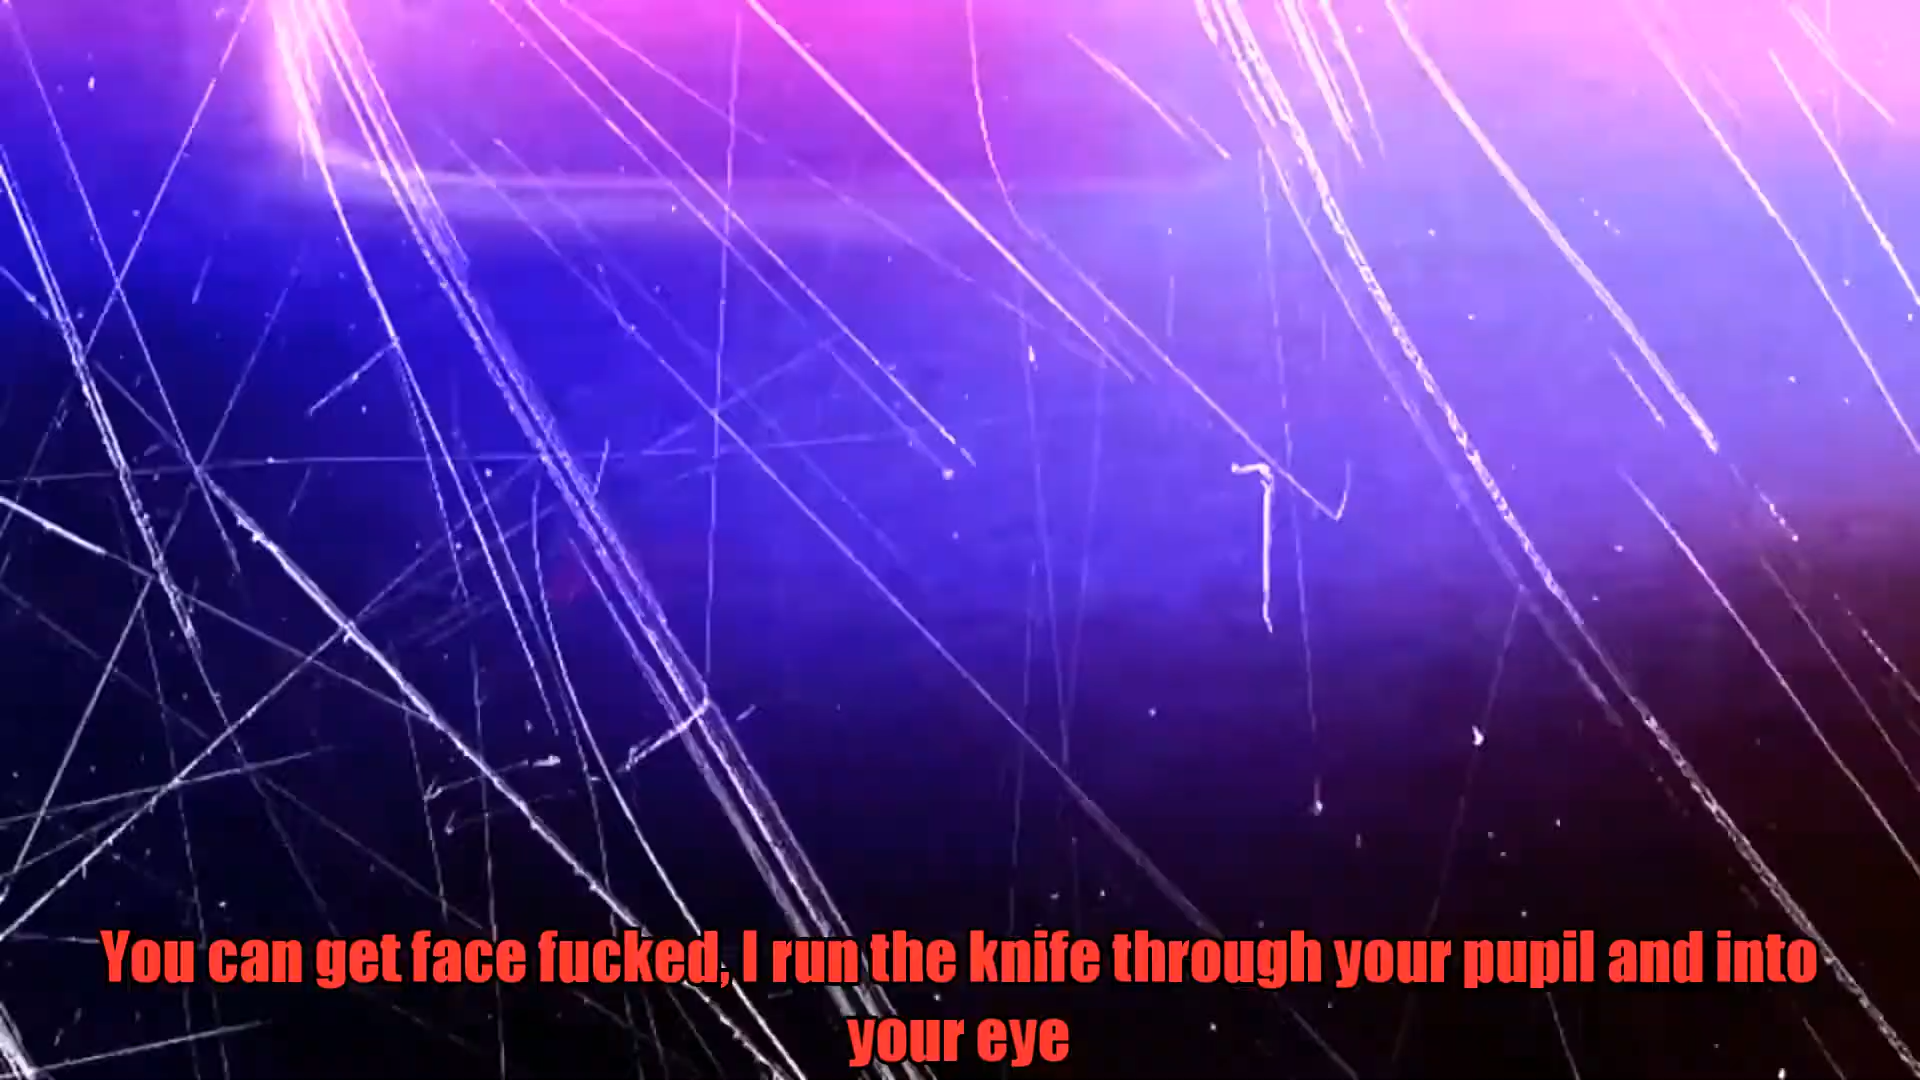 You can get face fucked, I run the knife through your pupil and into
your eye